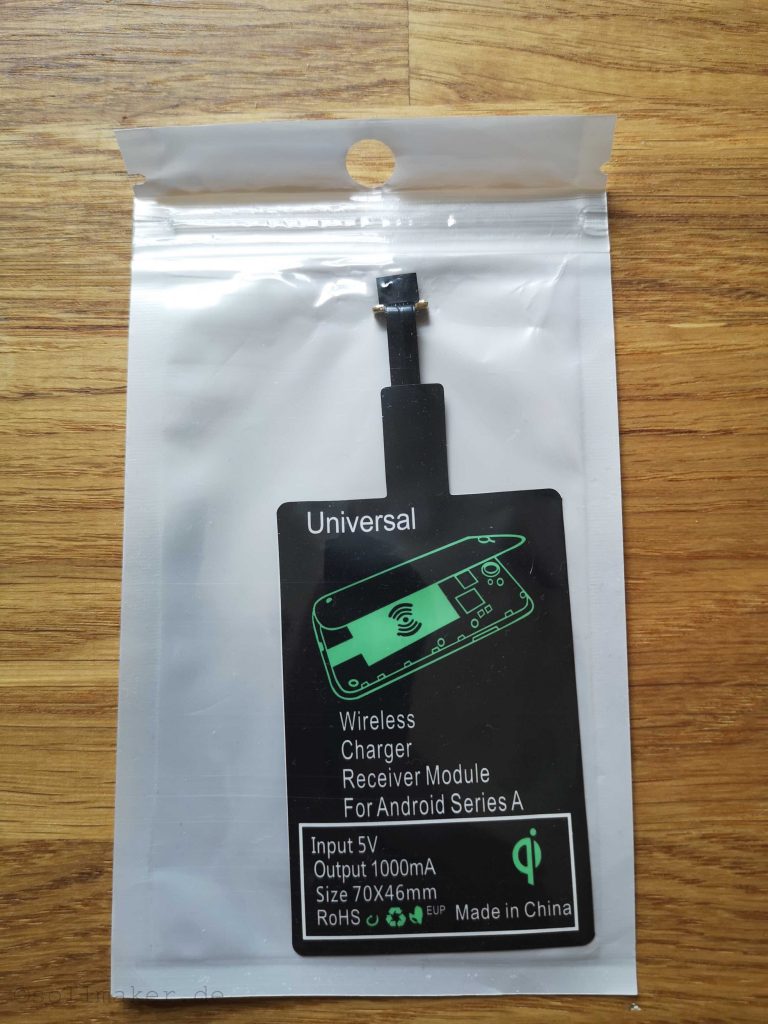 Universal
Wireless
Charger
Receiver Module
For Android Series A
Input 5V
Output 1000mA
Size 70X46mm
RoHS EUP Made in China
qi